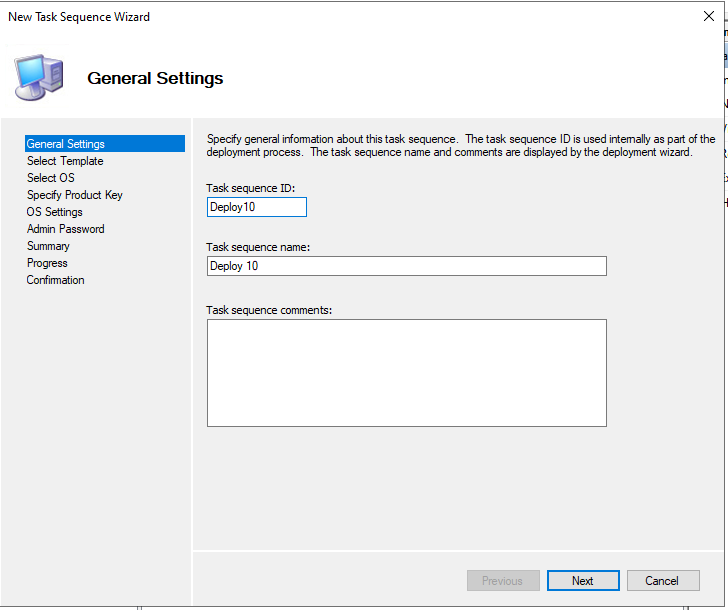 New Task Sequence Wizard
General Settings
General Settings
Select Template
Select OS
Specify Product Key
OS Settings
Admin Password
Summary
Progress
Confirmation
Specify general information about this task sequence. The task sequence ID is used internally as part of the
deployment process. The task sequence name and comments are displayed by the deployment wizard.
Task sequence ID:
Deploy10
Task sequence name:
Deploy 10
Task sequence comments:
Previous
Next
Cancel